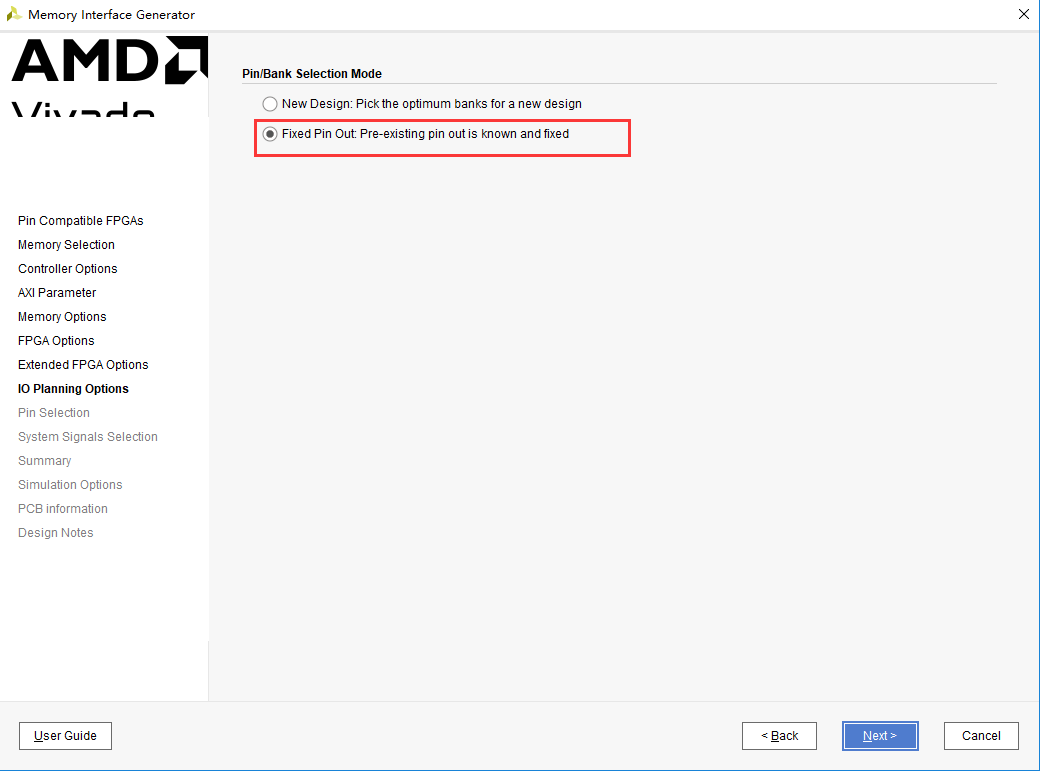 Memory Interface Generator
AMD
Vivado
Pin Compatible FPGAs
Memory Selection
Controller Options
AXI Parameter
Memory Options
FPGA Options
Extended FPGA Options
IO Planning Options
Pin Selection
System Signals Selection
Summary
Simulation Options
PCB information
Design Notes
Pin/Bank Selection Mode
New Design: Pick the optimum banks for a new design
Fixed Pin Out: Pre-existing pin out is known and fixed
User Guide
< Back
Next >
Cancel